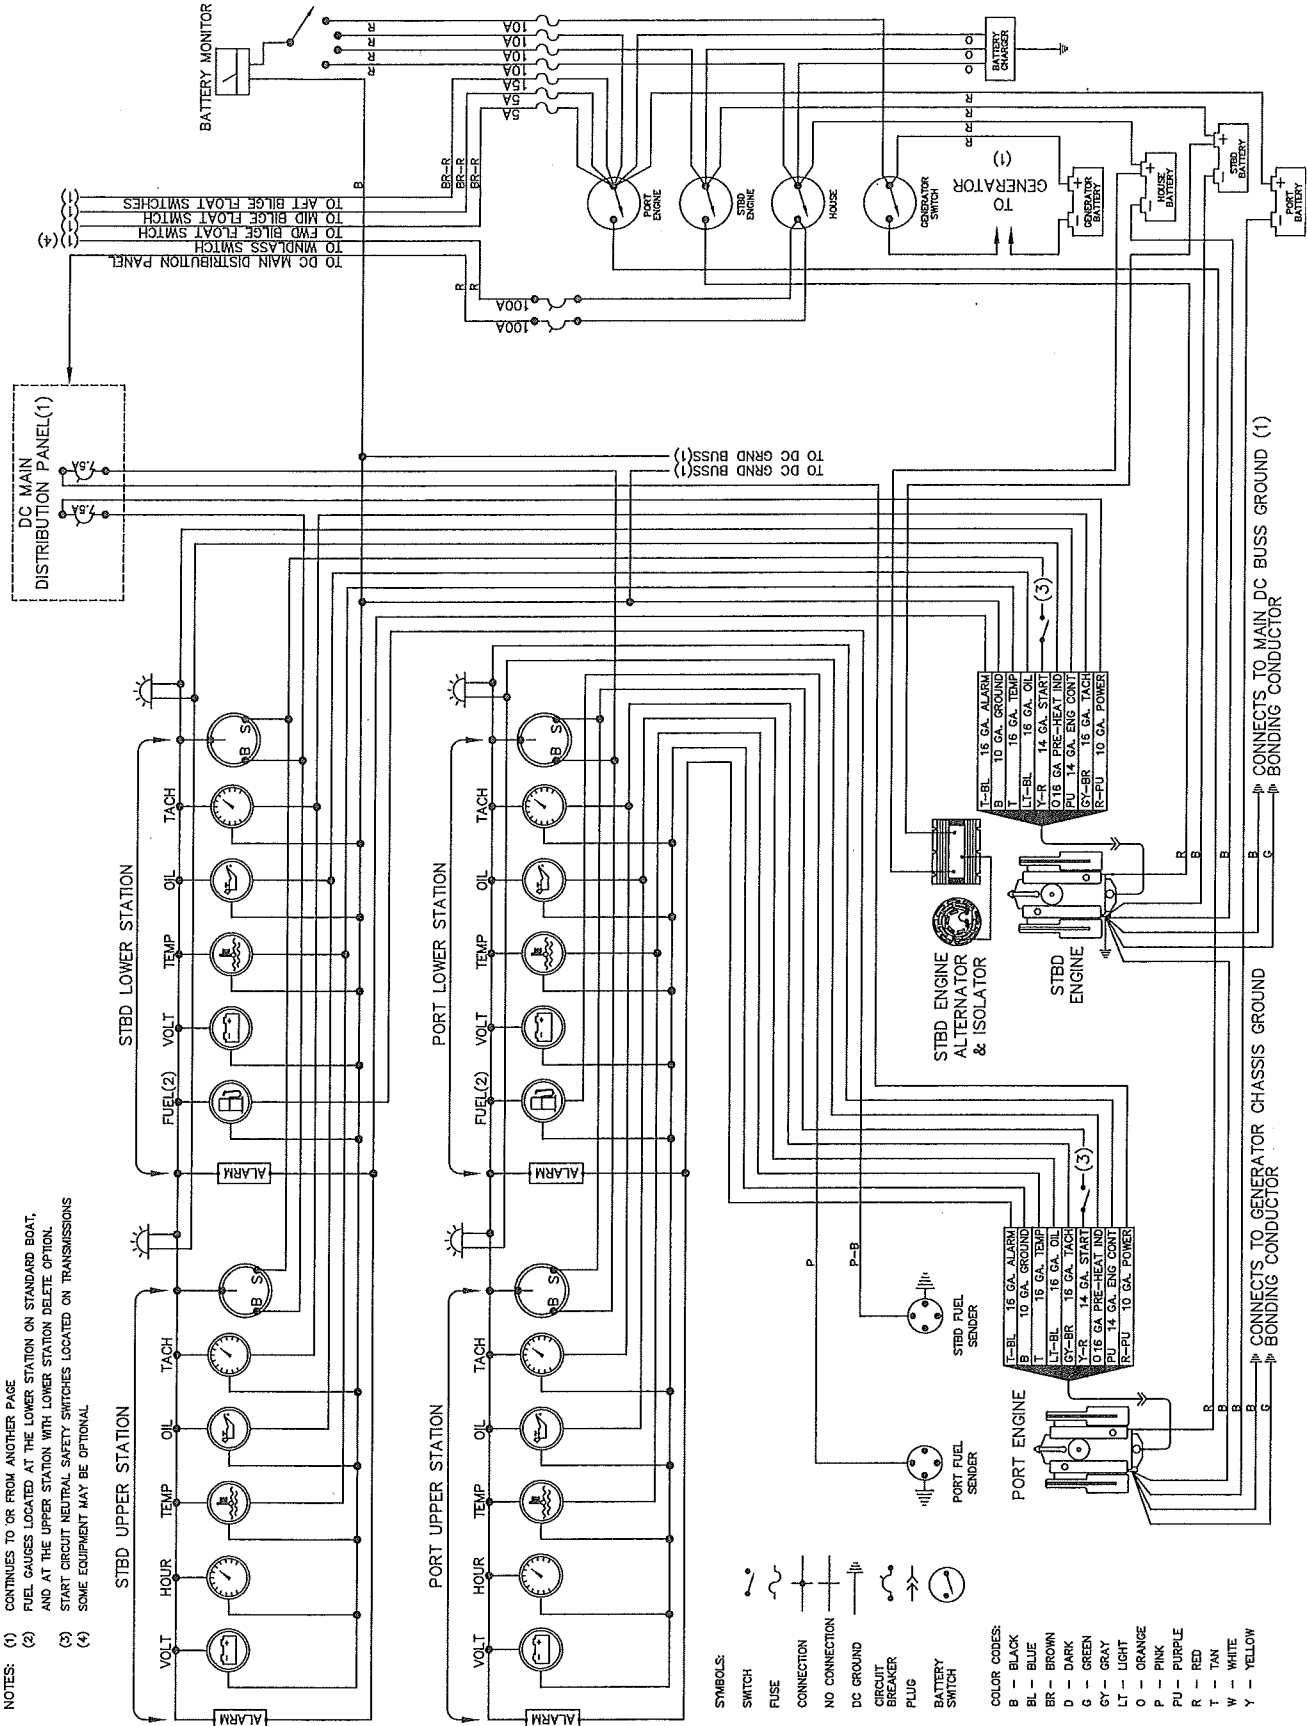 NOTES: (1) CONTINUES TO OR FROM ANOTHER PAGE
(2) FUEL GAUGES LOCATED AT THE LOWER STATION ON STANDARD BOAT,
AND AT THE UPPER STATION WITH LOWER STATION DELETE OPTION.
(3) START CIRCUIT NEUTRAL SAFETY SWITCHES LOCATED ON TRANSMISSIONS
(4) SOME EQUIPMENT MAY BE OPTIONAL
STBD UPPER STATION
ALARM
VOLT
HOUR
TEMP
OIL
TACH
B S
STBD LOWER STATION
ALARM
FUEL(2)
VOLT
TEMP
OIL
TACH
B S
DC MAIN
DISTRIBUTION PANEL(1)
7.5A
7.5A
BATTERY MONITOR
PORT UPPER STATION
ALARM
VOLT
HOUR
TEMP
OIL
TACH
B S
PORT LOWER STATION
ALARM
FUEL(2)
VOLT
TEMP
OIL
TACH
B S
TO AFT BILGE FLOAT SWITCHES (1)
TO MID BILGE FLOAT SWITCH (1)
TO FWD BILGE FLOAT SWITCH (1)
TO WINDLASS SWITCH (1)(4)
TO DC MAIN DISTRIBUTION PANEL
B
BR-R
BR-R
BR-R
R
R
R
R
R
R
10A
10A
10A
10A
15A
5A
5A
100A
100A
TO DC GRND BUSS(1)
TO DC GRND BUSS(1)
PORT
ENGINE
STBD
ENGINE
HOUSE
GENERATOR
SWITCH
O
O
O
BATTERY
CHARGER
R
R
R
R
TO
GENERATOR
(1)
+ -
GENERATOR
BATTERY
+ -
HOUSE
BATTERY
+ -
STBD
BATTERY
+ -
PORT
BATTERY
SYMBOLS:
SWITCH
FUSE
CONNECTION
NO CONNECTION
DC GROUND
CIRCUIT
BREAKER
PLUG
BATTERY
SWITCH
COLOR CODES:
B - BLACK
BL - BLUE
BR - BROWN
D - DARK
G - GREEN
GY - GRAY
LT - LIGHT
O - ORANGE
P - PINK
PU - PURPLE
R - RED
T - TAN
W - WHITE
Y - YELLOW
P
P-B
PORT FUEL
SENDER
STBD FUEL
SENDER
PORT ENGINE
T-BL 16 GA. ALARM
B 10 GA. GROUND
T 16 GA. TEMP
LT-BL 16 GA. OIL
GY-BR 16 GA. TACH
Y-R 14 GA. START
O 16 GA PRE-HEAT IND
PU 14 GA. ENG CONT
R-PU 10 GA. POWER
(3)
R
B
B
B
G
CONNECTS TO GENERATOR CHASSIS GROUND
BONDING CONDUCTOR
STBD ENGINE
ALTERNATOR
& ISOLATOR
STBD
ENGINE
T-BL 16 GA. ALARM
B 10 GA. GROUND
T 16 GA. TEMP
LT-BL 16 GA. OIL
Y-R 14 GA. START
O 16 GA PRE-HEAT IND
PU 14 GA. ENG CONT
GY-BR 16 GA. TACH
R-PU 10 GA. POWER
(3)
R
B
B
B
G
CONNECTS TO MAIN DC BUSS GROUND (1)
BONDING CONDUCTOR